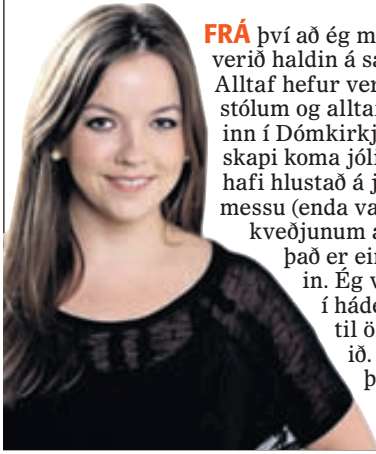 FRÁ því að ég m
verið haldin á sa
Alltaf hefur ver
stólum og allta
inn í Dómkirkj
skapi koma jóli
hafi hlustað á j
messu (enda va
kveðjunum a
það er ein
in. Ég v
í háde
til ö
ið.
þ